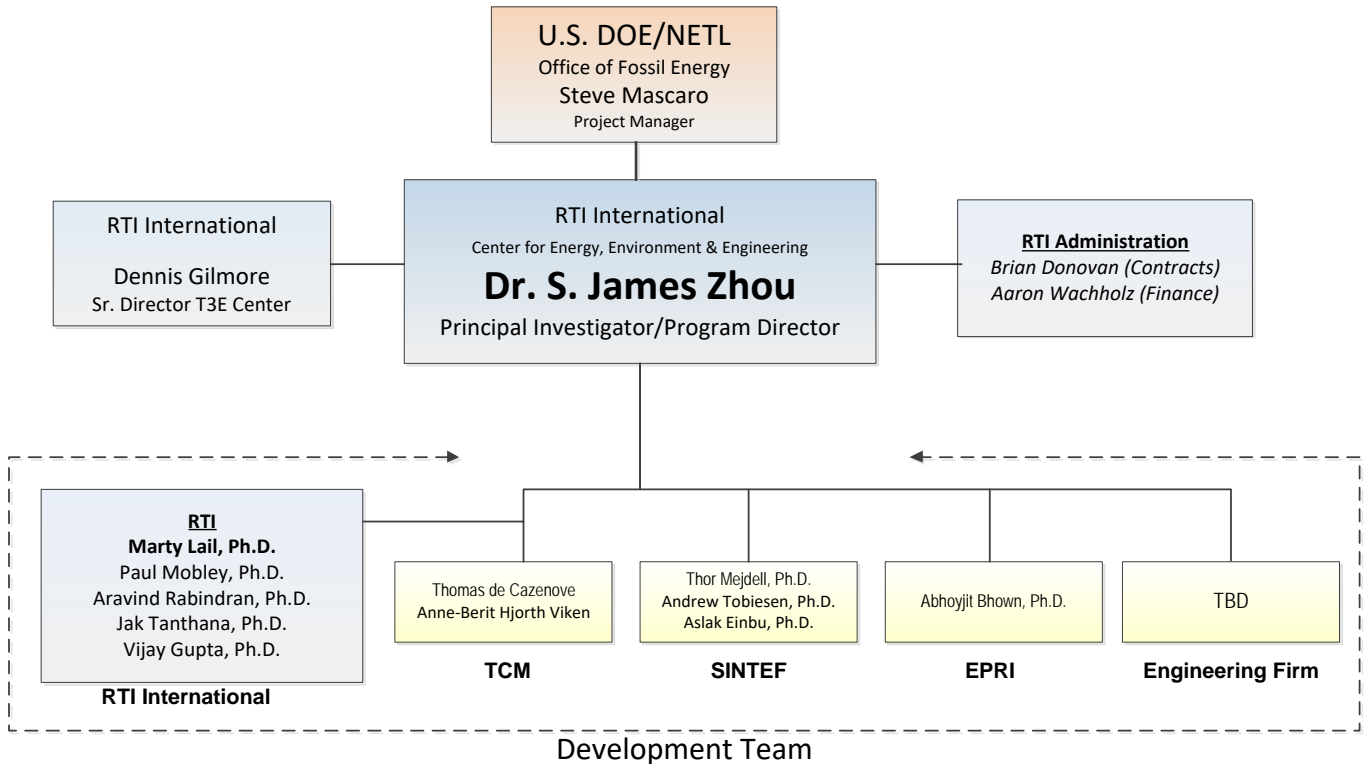 U.S. DOE/NETL
Office of Fossil Energy
Steve Mascaro
Project Manager
RTI International
Dennis Gilmore
Sr. Director T3E Center
RTI International
Center for Energy, Environment & Engineering
Dr. S. James Zhou
Principal Investigator/Program Director
RTI Administration
Brian Donovan (Contracts)
Aaron Wachholz (Finance)
RTI
Marty Lail, Ph.D.
Paul Mobley, Ph.D.
Aravind Rabindran, Ph.D.
Jak Tanthana, Ph.D.
Vijay Gupta, Ph.D.
RTI International
Thomas de Cazenove
Anne-Berit Hjorth Viken
TCM
Thor Mejdell, Ph.D.
Andrew Tobiesen, Ph.D.
Aslak Einbu, Ph.D.
SINTEF
Abhoyjit Bhown, Ph.D.
EPRI
TBD
Engineering Firm
Development Team